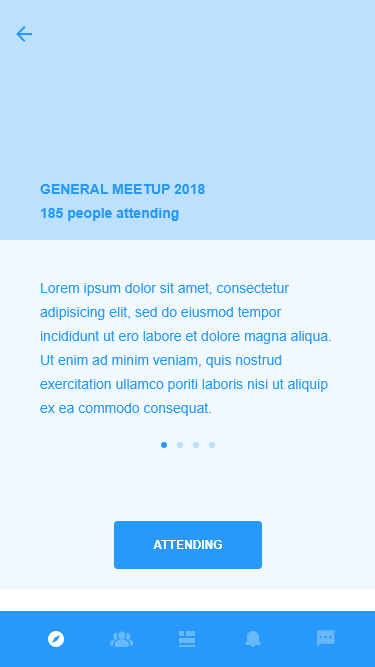 GENERAL MEETUP 2018
185 people attending
Lorem ipsum dolor sit amet, consectetur
adipisicing elit, sed do eiusmod tempor
incididunt ut ero labore et dolore magna aliqua.
Ut enim ad minim veniam, quis nostrud
exercitation ullamco poriti laboris nisi ut aliquip
ex ea commodo consequat.
ATTENDING